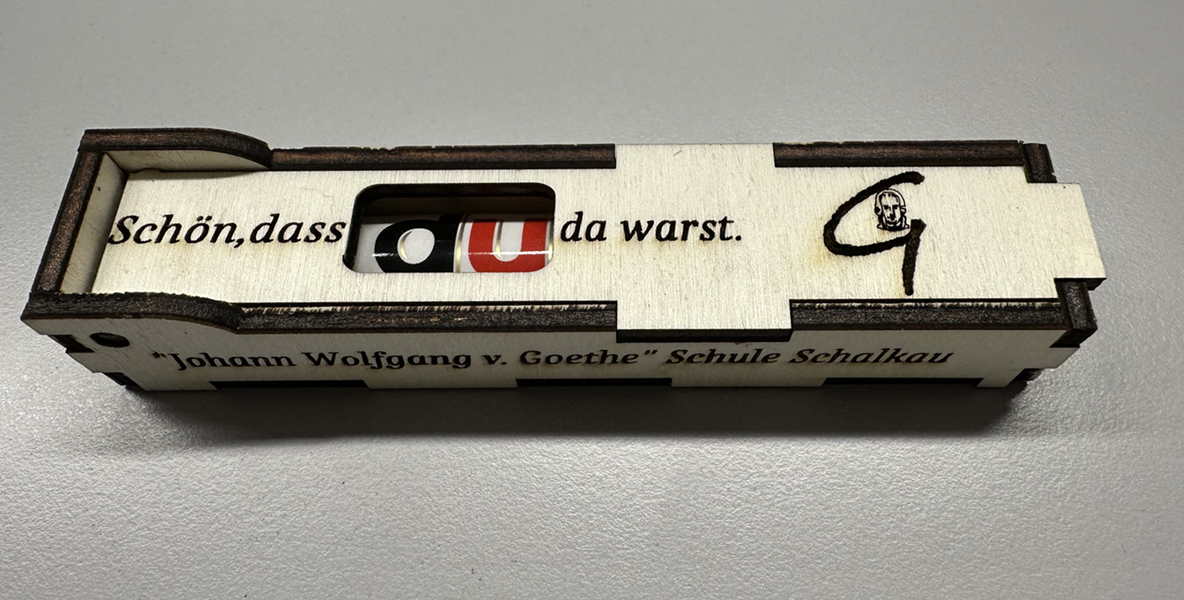 Schön, dass du da warst.
G
"Johann Wolfgang v. Goethe" Schule Schalkau